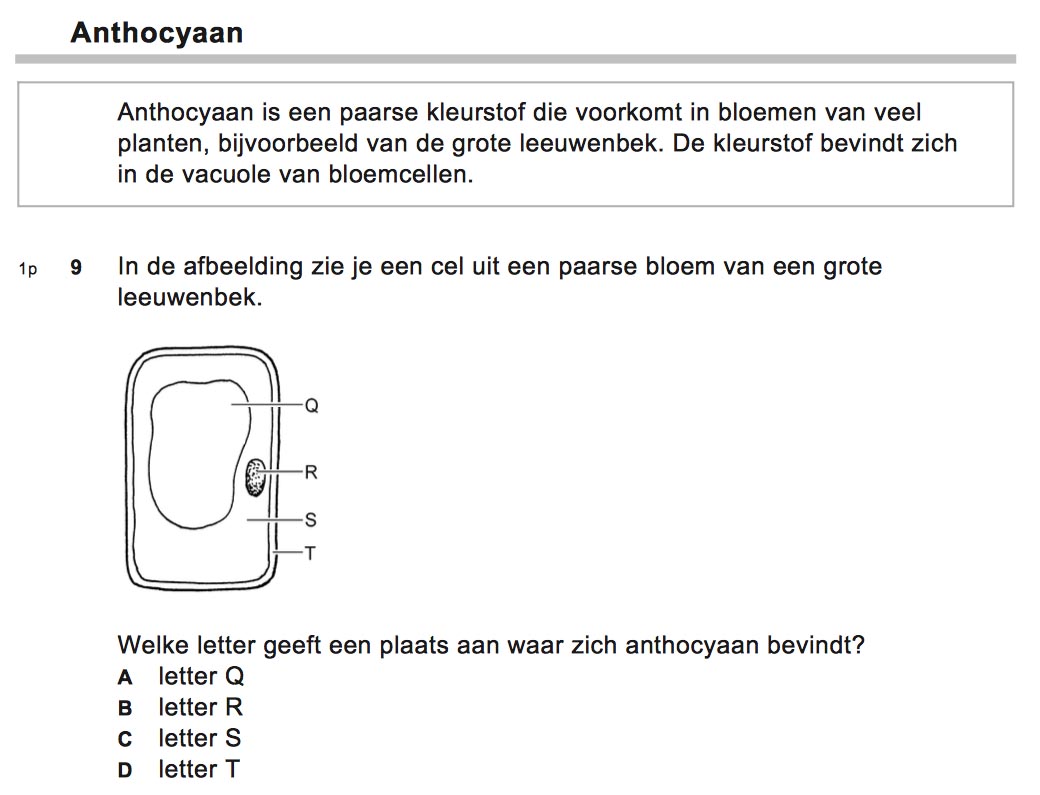 Anthocyaan
Anthocyaan is een paarse kleurstof die voorkomt in bloemen van veel
planten, bijvoorbeeld van de grote leeuwenbek. De kleurstof bevindt zich
in de vacuole van bloemcellen.
1p 9 In de afbeelding zie je een cel uit een paarse bloem van een grote
leeuwenbek.
Q
R
S
T
Welke letter geeft een plaats aan waar zich anthocyaan bevindt?
A letter Q
B letter R
C letter S
D letter T